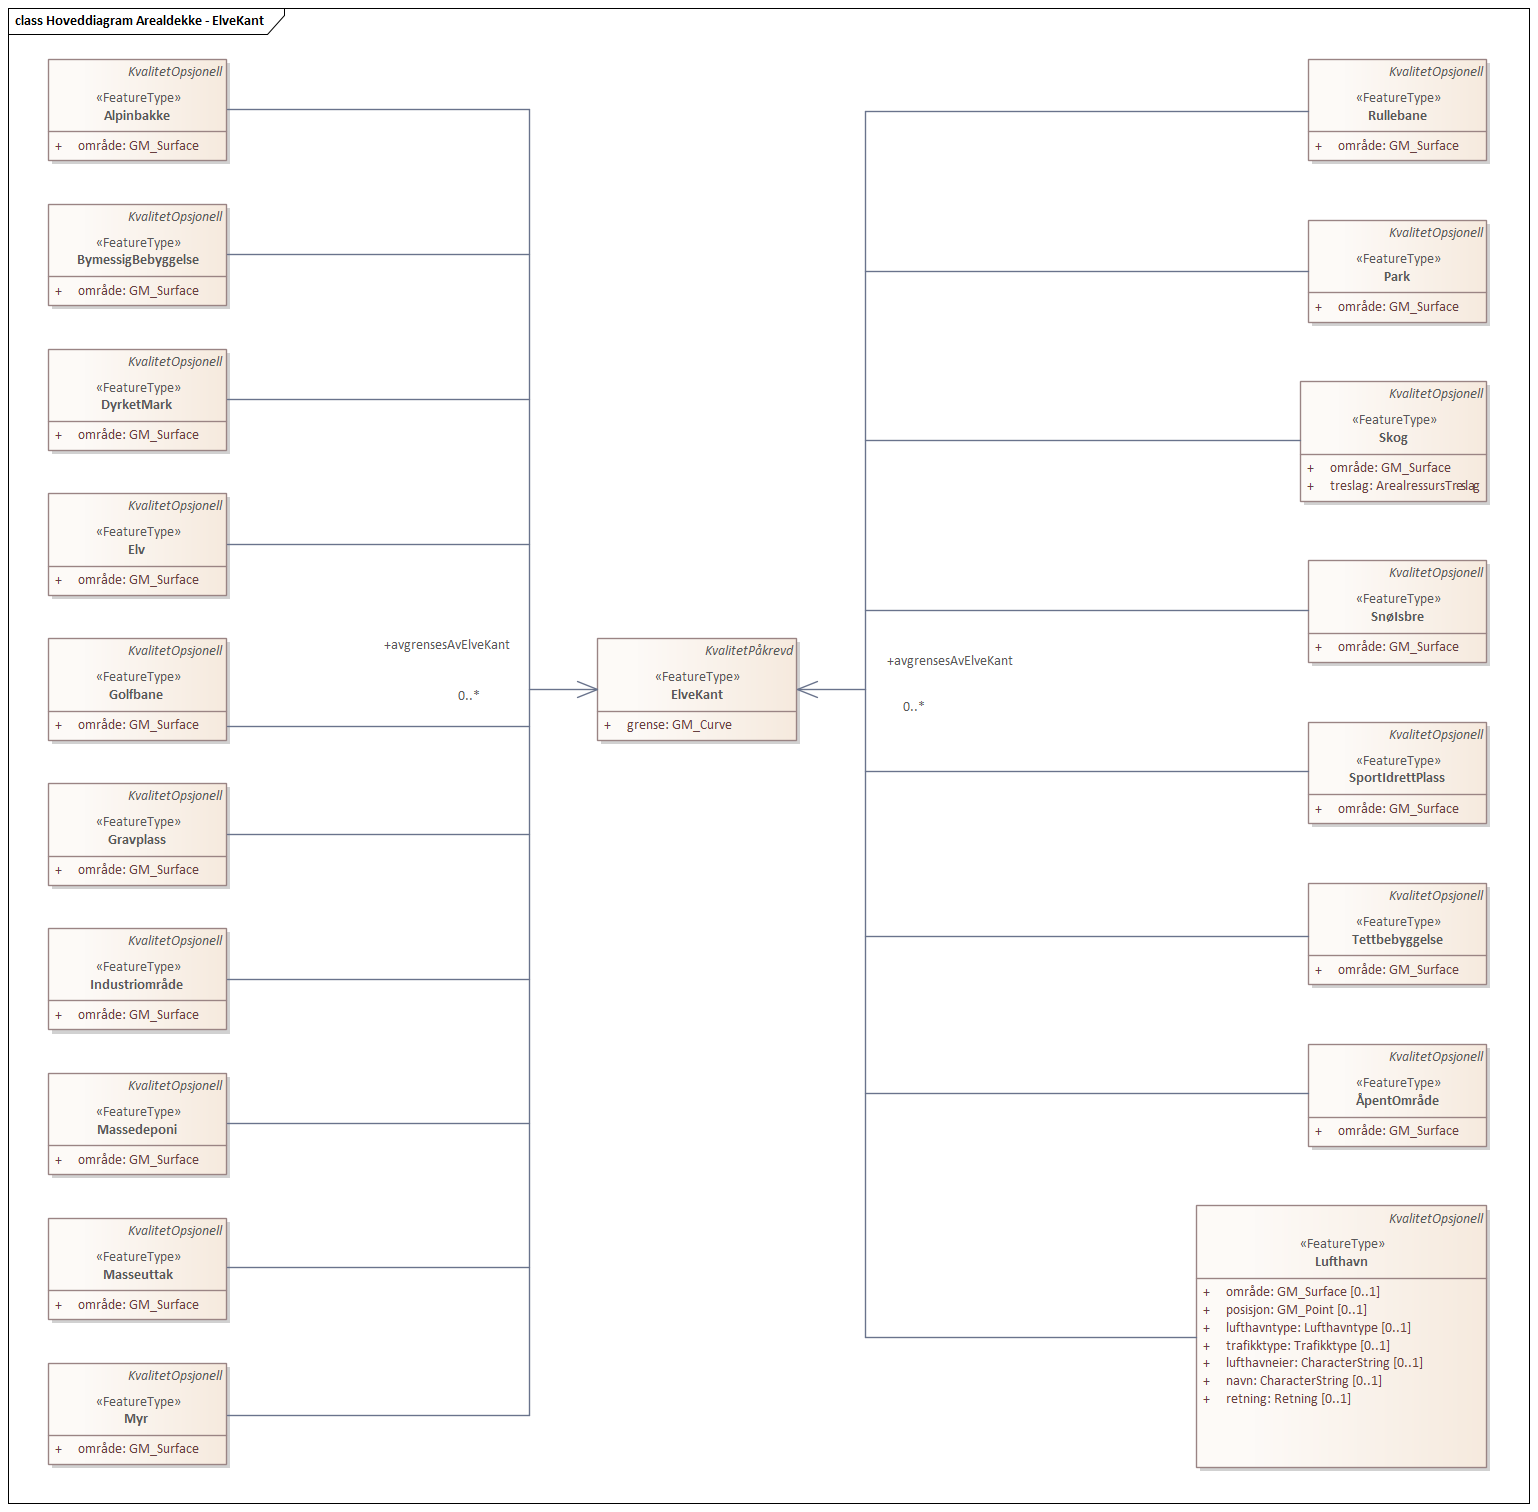 class Hoveddiagram Arealdekke - ElveKant
KvalitetOpsjonell
«FeatureType»
Alpinbakke
+ område: GM_Surface
KvalitetOpsjonell
«FeatureType»
BymessigBebyggelse
+ område: GM_Surface
KvalitetOpsjonell
«FeatureType»
DyrketMark
+ område: GM_Surface
KvalitetOpsjonell
«FeatureType»
Elv
+ område: GM_Surface
KvalitetOpsjonell
«FeatureType»
Golfbane
+ område: GM_Surface
KvalitetOpsjonell
«FeatureType»
Gravplass
+ område: GM_Surface
KvalitetOpsjonell
«FeatureType»
Industriområde
+ område: GM_Surface
KvalitetOpsjonell
«FeatureType»
Massedeponi
+ område: GM_Surface
KvalitetOpsjonell
«FeatureType»
Masseuttak
+ område: GM_Surface
KvalitetOpsjonell
«FeatureType»
Myr
+ område: GM_Surface
+avgrensesAvElveKant
0..*
KvalitetPåkrevd
«FeatureType»
ElveKant
+ grense: GM_Curve
+avgrensesAvElveKant
0..*
KvalitetOpsjonell
«FeatureType»
Rullebane
+ område: GM_Surface
KvalitetOpsjonell
«FeatureType»
Park
+ område: GM_Surface
KvalitetOpsjonell
«FeatureType»
Skog
+ område: GM_Surface
+ treslag: ArealressursTreslag
KvalitetOpsjonell
«FeatureType»
SnøIsbre
+ område: GM_Surface
KvalitetOpsjonell
«FeatureType»
SportIdrettPlass
+ område: GM_Surface
KvalitetOpsjonell
«FeatureType»
Tettbebyggelse
+ område: GM_Surface
KvalitetOpsjonell
«FeatureType»
ÅpentOmråde
+ område: GM_Surface
KvalitetOpsjonell
«FeatureType»
Lufthavn
+ område: GM_Surface [0..1]
+ posisjon: GM_Point [0..1]
+ lufthavntype: Lufthavntype [0..1]
+ trafikktype: Trafikktype [0..1]
+ lufthavneier: CharacterString [0..1]
+ navn: CharacterString [0..1]
+ retning: Retning [0..1]